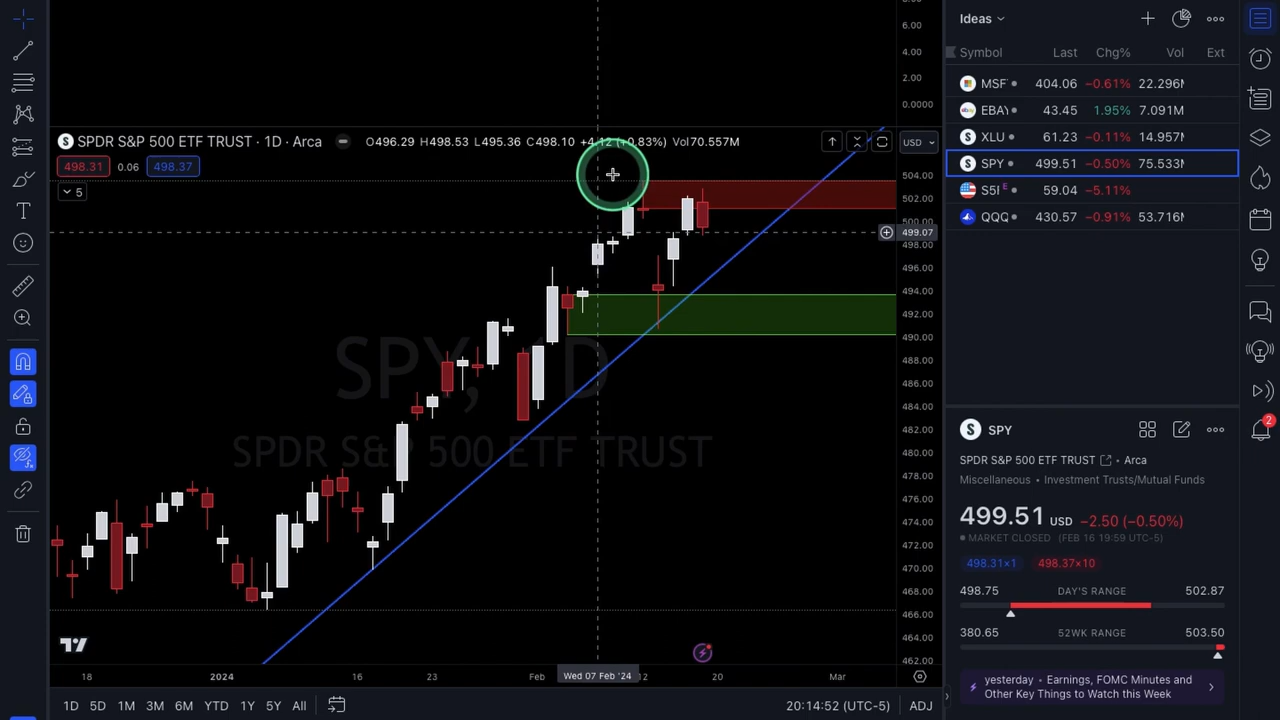 8.00
6.00
4.00
2.00
0.0000
SPDR S&P 500 ETF TRUST · 1D · Arca
O496.29 H498.53 L495.36 C498.10 +4.12 (+0.83%) Vol70.557M
USD
498.31 0.06 498.37
5
504.00
502.00
500.00
499.07
498.00
496.00
494.00
492.00
490.00
488.00
486.00
484.00
482.00
480.00
478.00
476.00
474.00
472.00
470.00
468.00
466.00
464.00
462.00
SPY, 1D
SPDR S&P 500 ETF TRUST
18 2024 16 23 Feb Wed 07 Feb '24 12 20 Mar
1D 5D 1M 3M 6M YTD 1Y 5Y All
20:14:52 (UTC-5) ADJ
Ideas
Symbol Last Chg% Vol Ext
MSF 404.06 −0.61% 22.296M
EBAY 43.45 1.95% 7.091M
XLU 61.23 −0.11% 14.957M
SPY 499.51 −0.50% 75.533M
S5I E 59.04 −5.11%
QQQ 430.57 −0.91% 53.716M
SPY
SPDR S&P 500 ETF TRUST • Arca
Miscellaneous • Investment Trusts/Mutual Funds
499.51 USD −2.50 (−0.50%)
MARKET CLOSED (FEB 16 19:59 UTC-5)
498.31×1 498.37×10
498.75 DAY'S RANGE 502.87
380.65 52WK RANGE 503.50
yesterday • Earnings, FOMC Minutes and
Other Key Things to Watch this Week
2